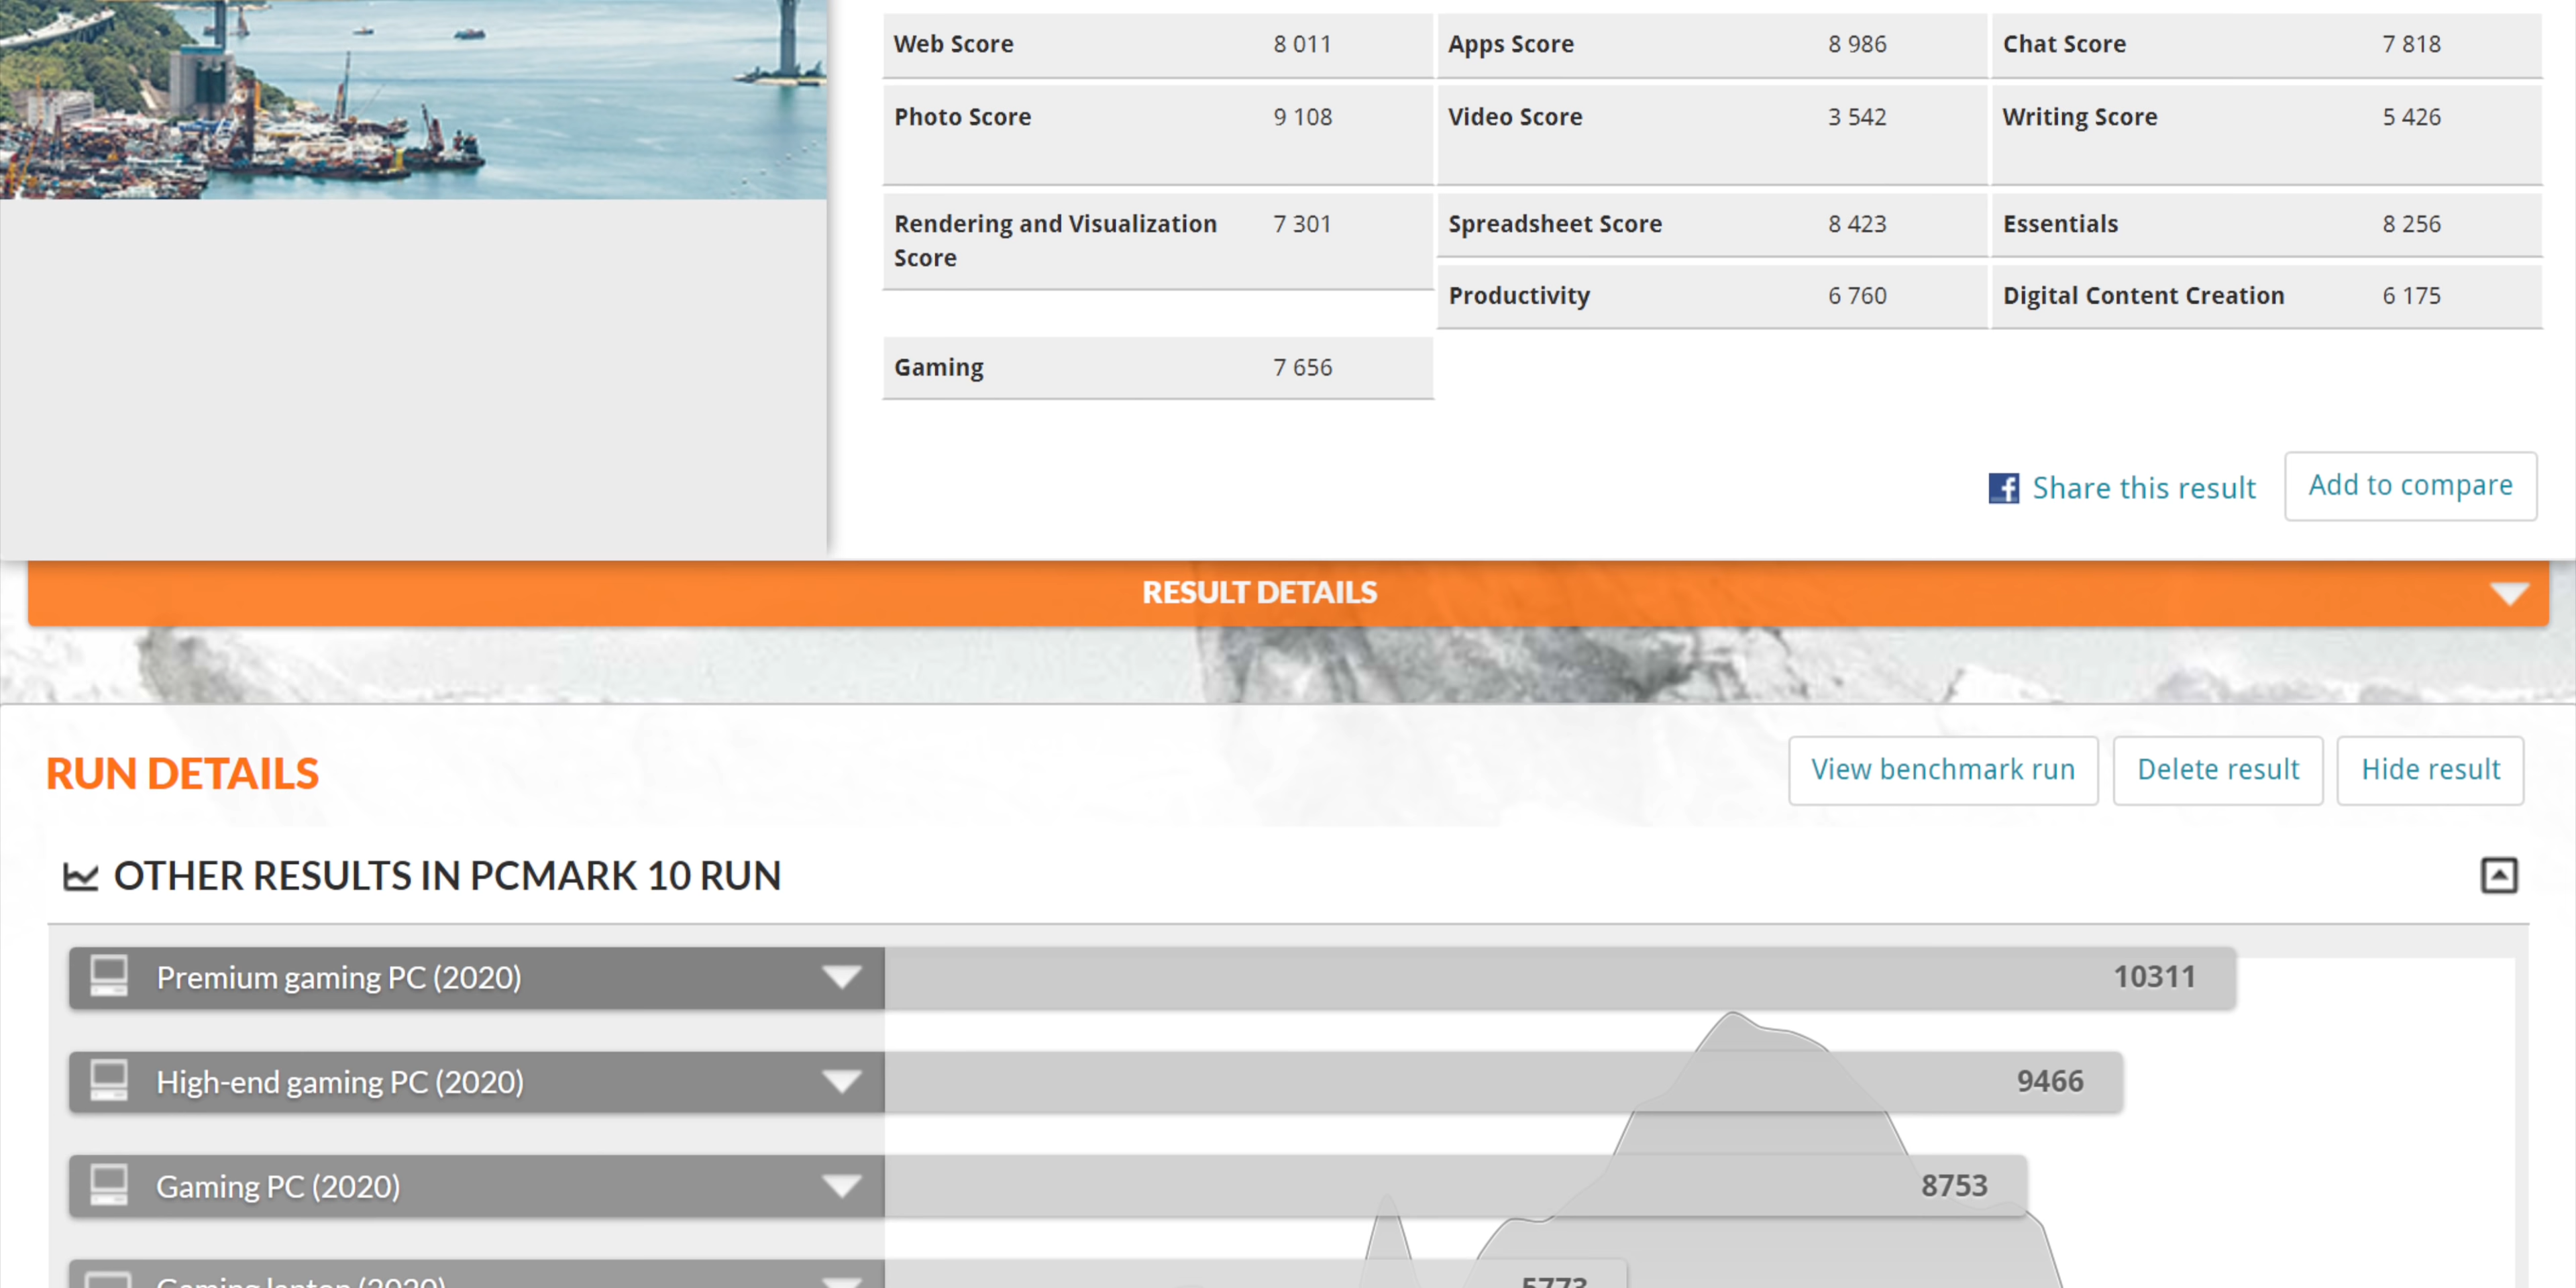 Web Score 8 011 Apps Score 8 986 Chat Score 7 818
Photo Score 9 108 Video Score 3 542 Writing Score 5 426
Rendering and Visualization Score 7 301 Spreadsheet Score 8 423 Essentials 8 256
Productivity 6 760 Digital Content Creation 6 175
Gaming 7 656
Share this result Add to compare
RESULT DETAILS
RUN DETAILS View benchmark run Delete result Hide result
OTHER RESULTS IN PCMARK 10 RUN
Premium gaming PC (2020) 10311
High-end gaming PC (2020) 9466
Gaming PC (2020) 8753
Gaming laptop (2020) 5773